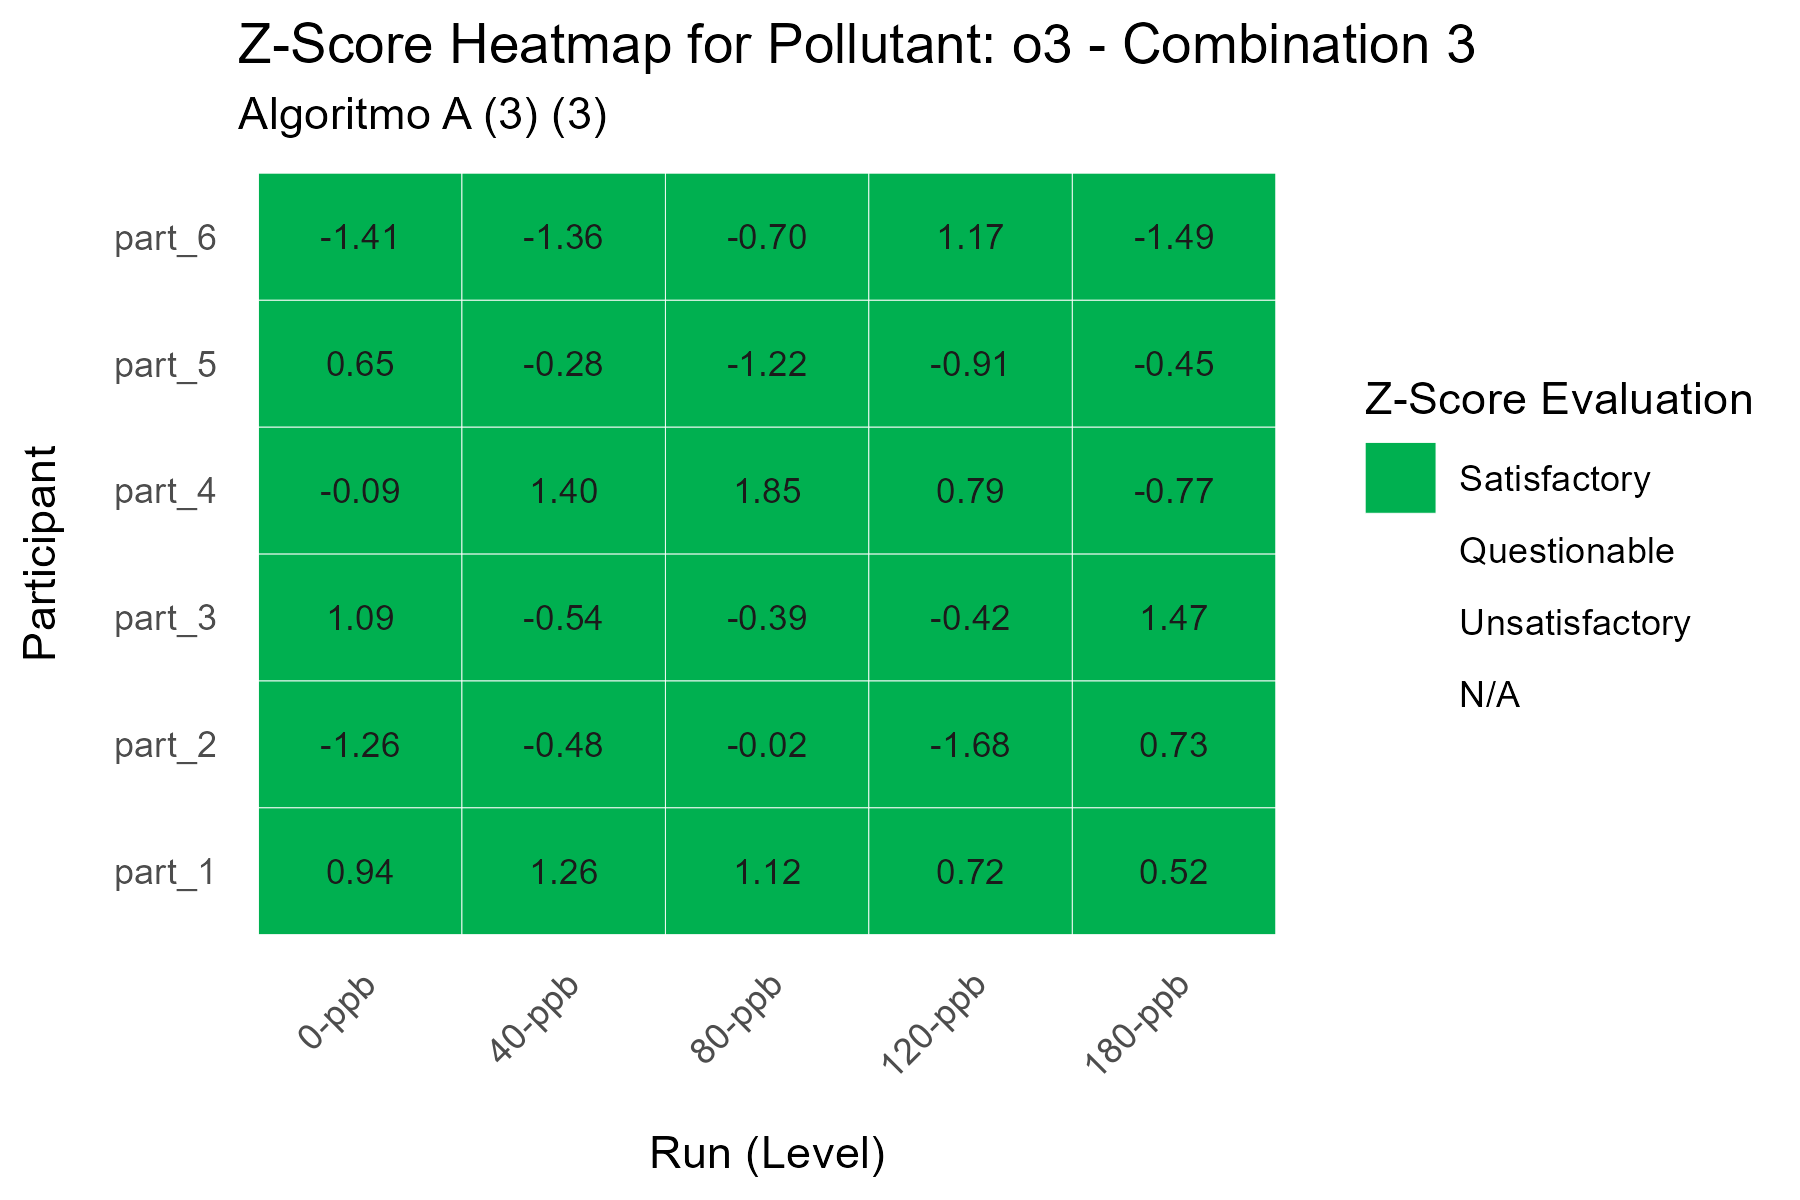 Z-Score Heatmap for Pollutant: o3 - Combination 3
Algoritmo A (3) (3)
Participant
part_6 -1.41 -1.36 -0.70 1.17 -1.49
part_5 0.65 -0.28 -1.22 -0.91 -0.45
part_4 -0.09 1.40 1.85 0.79 -0.77
part_3 1.09 -0.54 -0.39 -0.42 1.47
part_2 -1.26 -0.48 -0.02 -1.68 0.73
part_1 0.94 1.26 1.12 0.72 0.52
0-ppb 40-ppb 80-ppb 120-ppb 180-ppb
Run (Level)
Z-Score Evaluation
Satisfactory
Questionable
Unsatisfactory
N/A